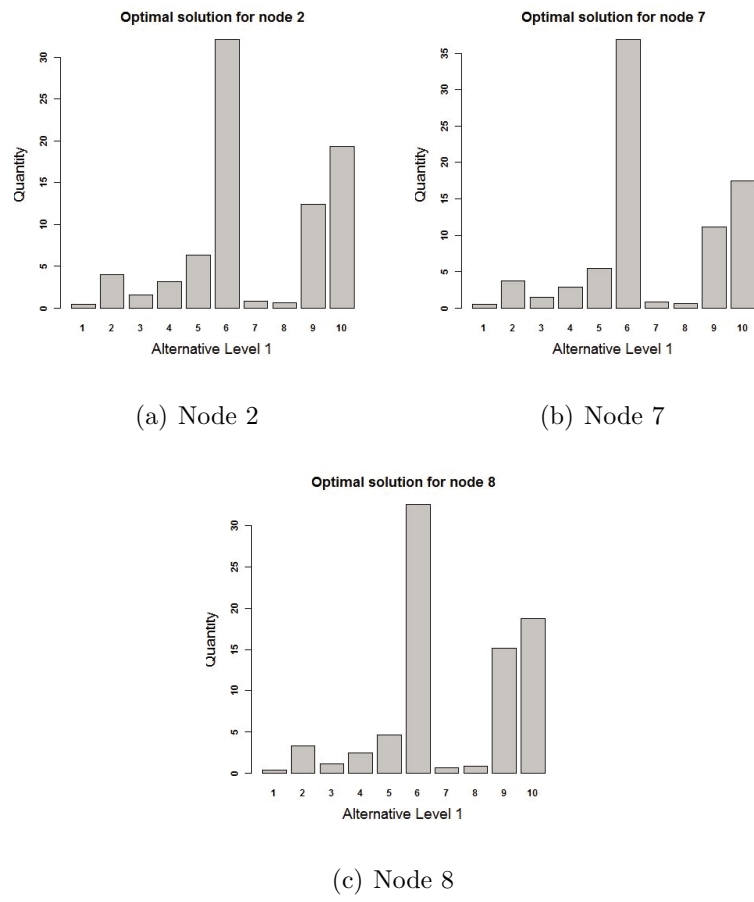 Optimal solution for node 2
Quantity
0 5 10 15 20 25 30
1 2 3 4 5 6 7 8 9 10
Alternative Level 1
(a) Node 2
Optimal solution for node 7
Quantity
0 5 10 15 20 25 30 35
1 2 3 4 5 6 7 8 9 10
Alternative Level 1
(b) Node 7
Optimal solution for node 8
Quantity
0 5 10 15 20 25 30
1 2 3 4 5 6 7 8 9 10
Alternative Level 1
(c) Node 8